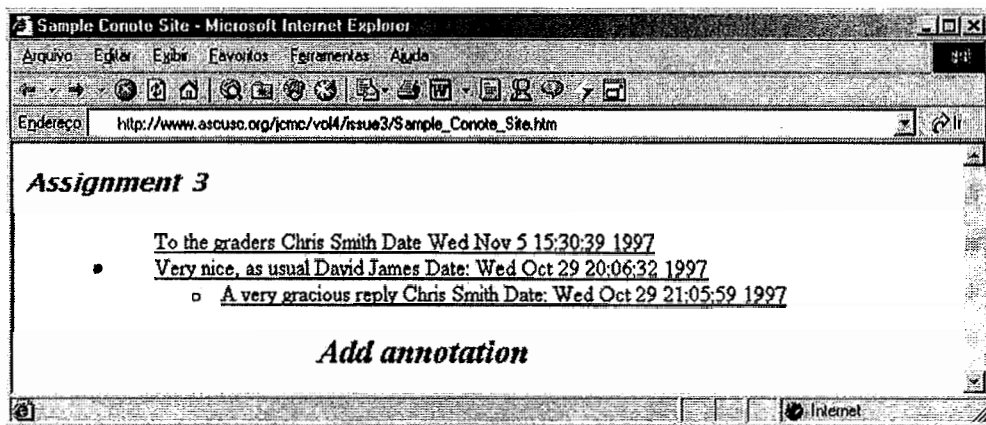 Sample Conote Site - Microsoft Internet Explorer
Arquivo Editar Exibir Favoritos Ferramentas Ajuda
Endereço http://www.ascusc.org/jcmc/vol4/issue3/Sample_Conote_Site.htm Ir
Assignment 3
To the graders Chris Smith Date Wed Nov 5 15:30:39 1997
Very nice, as usual David James Date: Wed Oct 29 20:06:32 1997
A very gracious reply Chris Smith Date: Wed Oct 29 21:05:59 1997
Add annotation
Internet